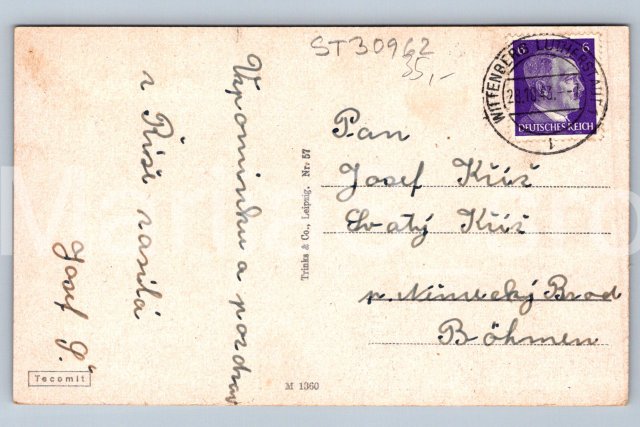 Vzpomínku a pozdrav
z Říše zasílá
Josef J.
Tecomit
Trinks & Co., Leipzig. Nr. 57
M 1360
ST30962
35,-
WITTENBERG LUTHERSTADT
6 6
DEUTSCHES REICH
Pan
Josef Kříž
Svatý Kříž
p. Německý Brod
Böhmen